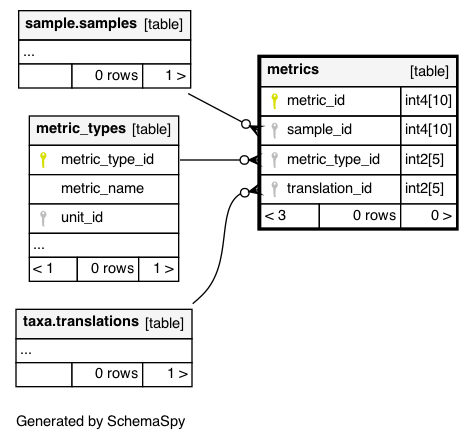 sample.samples [table]
...
0 rows 1 >
metrics [table]
metric_id int4[10]
sample_id int4[10]
metric_type_id int2[5]
translation_id int2[5]
< 3 0 rows 0 >
metric_types [table]
metric_type_id
metric_name
unit_id
...
< 1 0 rows 1 >
taxa.translations [table]
...
0 rows 1 >
Generated by SchemaSpy